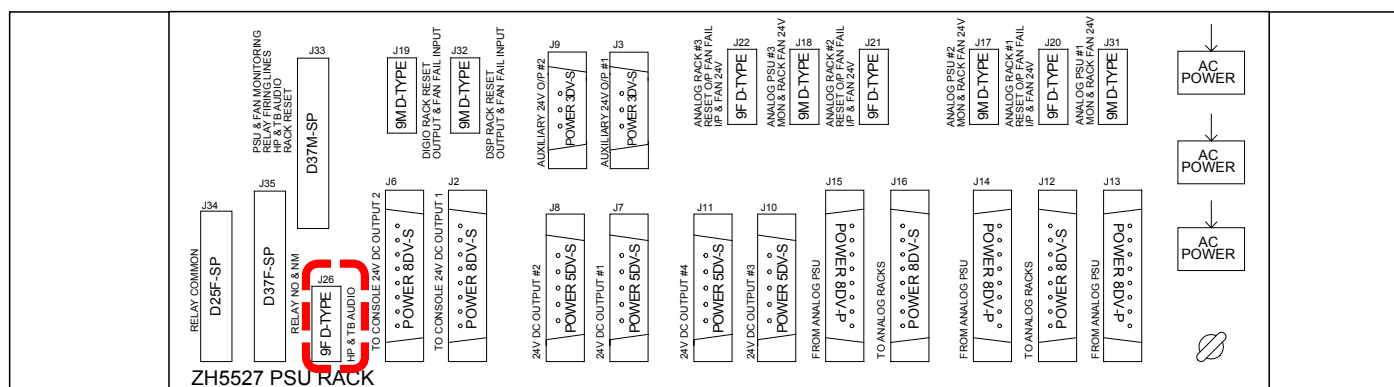 J33
PSU & FAN MONITORING
RELAY FIRING LINES
HP & TB AUDIO
RACK RESET
D37M-SP
J19
9M D-TYPE
DIGIO RACK RESET
OUTPUT & FAN FAIL INPUT
J32
9M D-TYPE
DSP RACK RESET
OUTPUT & FAN FAIL INPUT
J9
AUXILIARY 24V O/P #2
POWER 3DV-S
J3
AUXILIARY 24V O/P #1
POWER 3DV-S
ANALOG RACK #3
RESET O/P FAN FAIL
I/P & FAN 24V
J22
9F D-TYPE
ANALOG PSU #3
MON & RACK FAN 24V
J18
9M D-TYPE
ANALOG RACK #2
RESET O/P FAN FAIL
I/P & FAN 24V
J21
9F D-TYPE
ANALOG PSU #2
MON & RACK FAN 24V
J17
9M D-TYPE
ANALOG RACK #1
RESET O/P FAN FAIL
I/P & FAN 24V
J20
9F D-TYPE
ANALOG PSU #1
MON & RACK FAN 24V
J31
9M D-TYPE
AC
POWER
AC
POWER
AC
POWER
J34
RELAY COMMON
D25F-SP
J35
D37F-SP
RELAY NO & NM
J26
9F D-TYPE
HP & TB AUDIO
J6
TO CONSOLE 24V DC OUTPUT 2
POWER 8DV-S
J2
TO CONSOLE 24V DC OUTPUT 1
POWER 8DV-S
J8
24V DC OUTPUT #2
POWER 5DV-S
J7
24V DC OUTPUT #1
POWER 5DV-S
J11
24V DC OUTPUT #4
POWER 5DV-S
J10
24V DC OUTPUT #3
POWER 5DV-S
J15
FROM ANALOG PSU
POWER 8DV-P
J16
TO ANALOG RACKS
POWER 8DV-S
J14
FROM ANALOG PSU
POWER 8DV-P
J12
TO ANALOG RACKS
POWER 8DV-S
J13
FROM ANALOG PSU
POWER 8DV-P
ZH5527 PSU RACK